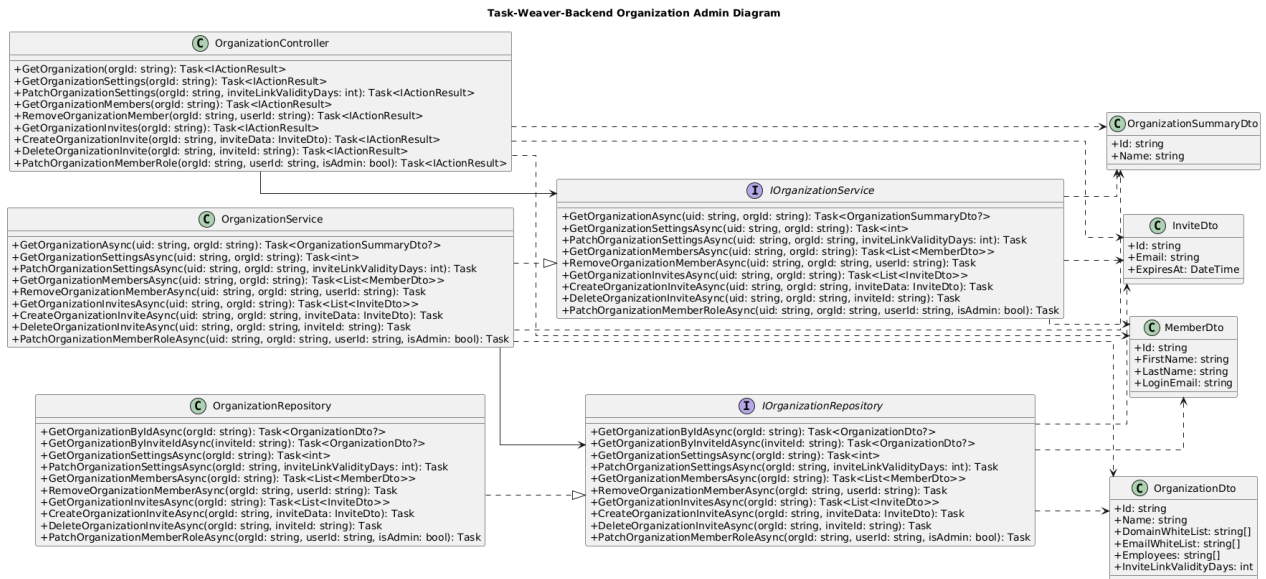 Task-Weaver-Backend Organization Admin Diagram
C OrganizationController
+GetOrganization(orgId: string): Task<IActionResult>
+GetOrganizationSettings(orgId: string): Task<IActionResult>
+PatchOrganizationSettings(orgId: string, inviteLinkValidityDays: int): Task<IActionResult>
+GetOrganizationMembers(orgId: string): Task<IActionResult>
+RemoveOrganizationMember(orgId: string, userId: string): Task<IActionResult>
+GetOrganizationInvites(orgId: string): Task<IActionResult>
+CreateOrganizationInvite(orgId: string, inviteData: InviteDto): Task<IActionResult>
+DeleteOrganizationInvite(orgId: string, inviteId: string): Task<IActionResult>
+PatchOrganizationMemberRole(orgId: string, userId: string, isAdmin: bool): Task<IActionResult>
C OrganizationSummaryDto
+Id: string
+Name: string
I IOrganizationService
+GetOrganizationAsync(uid: string, orgId: string): Task<OrganizationSummaryDto?>
+GetOrganizationSettingsAsync(uid: string, orgId: string): Task<int>
+PatchOrganizationSettingsAsync(uid: string, orgId: string, inviteLinkValidityDays: int): Task
+GetOrganizationMembersAsync(uid: string, orgId: string): Task<List<MemberDto>>
+RemoveOrganizationMemberAsync(uid: string, orgId: string, userId: string): Task
+GetOrganizationInvitesAsync(uid: string, orgId: string): Task<List<InviteDto>>
+CreateOrganizationInviteAsync(uid: string, orgId: string, inviteData: InviteDto): Task
+DeleteOrganizationInviteAsync(uid: string, orgId: string, inviteId: string): Task
+PatchOrganizationMemberRoleAsync(uid: string, orgId: string, userId: string, isAdmin: bool): Task
C OrganizationService
+GetOrganizationAsync(uid: string, orgId: string): Task<OrganizationSummaryDto?>
+GetOrganizationSettingsAsync(uid: string, orgId: string): Task<int>
+PatchOrganizationSettingsAsync(uid: string, orgId: string, inviteLinkValidityDays: int): Task
+GetOrganizationMembersAsync(uid: string, orgId: string): Task<List<MemberDto>>
+RemoveOrganizationMemberAsync(uid: string, orgId: string, userId: string): Task
+GetOrganizationInvitesAsync(uid: string, orgId: string): Task<List<InviteDto>>
+CreateOrganizationInviteAsync(uid: string, orgId: string, inviteData: InviteDto): Task
+DeleteOrganizationInviteAsync(uid: string, orgId: string, inviteId: string): Task
+PatchOrganizationMemberRoleAsync(uid: string, orgId: string, userId: string, isAdmin: bool): Task
C InviteDto
+Id: string
+Email: string
+ExpiresAt: DateTime
C MemberDto
+Id: string
+FirstName: string
+LastName: string
+LoginEmail: string
C OrganizationRepository
+GetOrganizationByIdAsync(orgId: string): Task<OrganizationDto?>
+GetOrganizationByInviteIdAsync(inviteId: string): Task<OrganizationDto?>
+GetOrganizationSettingsAsync(orgId: string): Task<int>
+PatchOrganizationSettingsAsync(orgId: string, inviteLinkValidityDays: int): Task
+GetOrganizationMembersAsync(orgId: string): Task<List<MemberDto>>
+RemoveOrganizationMemberAsync(orgId: string, userId: string): Task
+GetOrganizationInvitesAsync(orgId: string): Task<List<InviteDto>>
+CreateOrganizationInviteAsync(orgId: string, inviteData: InviteDto): Task
+DeleteOrganizationInviteAsync(orgId: string, inviteId: string): Task
+PatchOrganizationMemberRoleAsync(orgId: string, userId: string, isAdmin: bool): Task
I IOrganizationRepository
+GetOrganizationByIdAsync(orgId: string): Task<OrganizationDto?>
+GetOrganizationByInviteIdAsync(inviteId: string): Task<OrganizationDto?>
+GetOrganizationSettingsAsync(orgId: string): Task<int>
+PatchOrganizationSettingsAsync(orgId: string, inviteLinkValidityDays: int): Task
+GetOrganizationMembersAsync(orgId: string): Task<List<MemberDto>>
+RemoveOrganizationMemberAsync(orgId: string, userId: string): Task
+GetOrganizationInvitesAsync(orgId: string): Task<List<InviteDto>>
+CreateOrganizationInviteAsync(orgId: string, inviteData: InviteDto): Task
+DeleteOrganizationInviteAsync(orgId: string, inviteId: string): Task
+PatchOrganizationMemberRoleAsync(orgId: string, userId: string, isAdmin: bool): Task
C OrganizationDto
+Id: string
+Name: string
+DomainWhiteList: string[]
+EmailWhiteList: string[]
+Employees: string[]
+InviteLinkValidityDays: int